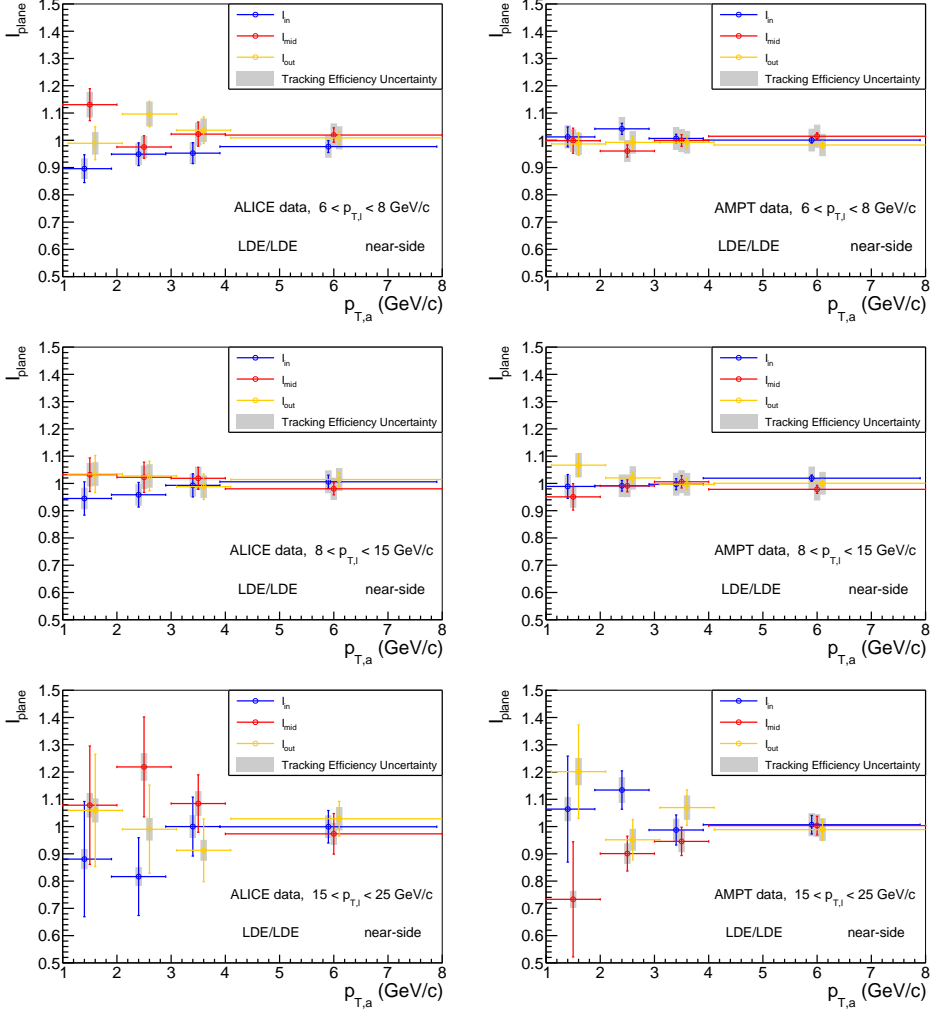 I_plane
1.5
1.4
1.3
1.2
1.1
1
0.9
0.8
0.7
0.6
0.5
I_in
I_mid
I_out
Tracking Efficiency Uncertainty
ALICE data, 6 < p_T,l < 8 GeV/c
LDE/LDE near-side
1 2 3 4 5 6 7 8
p_T,a (GeV/c)
I_plane
1.5
1.4
1.3
1.2
1.1
1
0.9
0.8
0.7
0.6
0.5
I_in
I_mid
I_out
Tracking Efficiency Uncertainty
AMPT data, 6 < p_T,l < 8 GeV/c
LDE/LDE near-side
1 2 3 4 5 6 7 8
p_T,a (GeV/c)
I_plane
1.5
1.4
1.3
1.2
1.1
1
0.9
0.8
0.7
0.6
0.5
I_in
I_mid
I_out
Tracking Efficiency Uncertainty
ALICE data, 8 < p_T,l < 15 GeV/c
LDE/LDE near-side
1 2 3 4 5 6 7 8
p_T,a (GeV/c)
I_plane
1.5
1.4
1.3
1.2
1.1
1
0.9
0.8
0.7
0.6
0.5
I_in
I_mid
I_out
Tracking Efficiency Uncertainty
AMPT data, 8 < p_T,l < 15 GeV/c
LDE/LDE near-side
1 2 3 4 5 6 7 8
p_T,a (GeV/c)
I_plane
1.5
1.4
1.3
1.2
1.1
1
0.9
0.8
0.7
0.6
0.5
I_in
I_mid
I_out
Tracking Efficiency Uncertainty
ALICE data, 15 < p_T,l < 25 GeV/c
LDE/LDE near-side
1 2 3 4 5 6 7 8
p_T,a (GeV/c)
I_plane
1.5
1.4
1.3
1.2
1.1
1
0.9
0.8
0.7
0.6
0.5
I_in
I_mid
I_out
Tracking Efficiency Uncertainty
AMPT data, 15 < p_T,l < 25 GeV/c
LDE/LDE near-side
1 2 3 4 5 6 7 8
p_T,a (GeV/c)